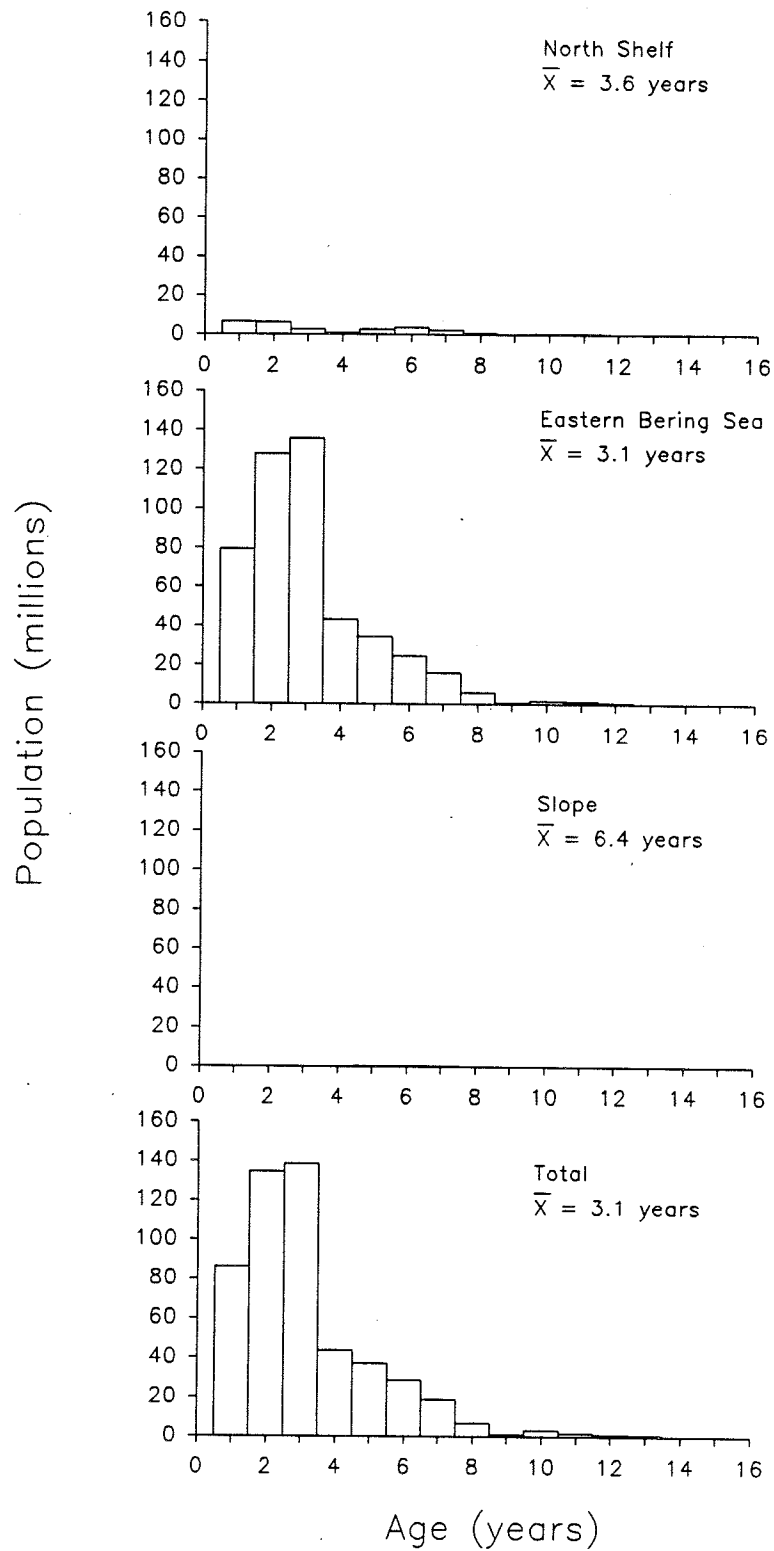 Population (millions)
160
140
120
100
80
60
40
20
0
0 2 4 6 8 10 12 14 16
North Shelf
X̅ = 3.6 years
160
140
120
100
80
60
40
20
0
0 2 4 6 8 10 12 14 16
Eastern Bering Sea
X̅ = 3.1 years
160
140
120
100
80
60
40
20
0
0 2 4 6 8 10 12 14 16
Slope
X̅ = 6.4 years
160
140
120
100
80
60
40
20
0
0 2 4 6 8 10 12 14 16
Total
X̅ = 3.1 years
Age (years)